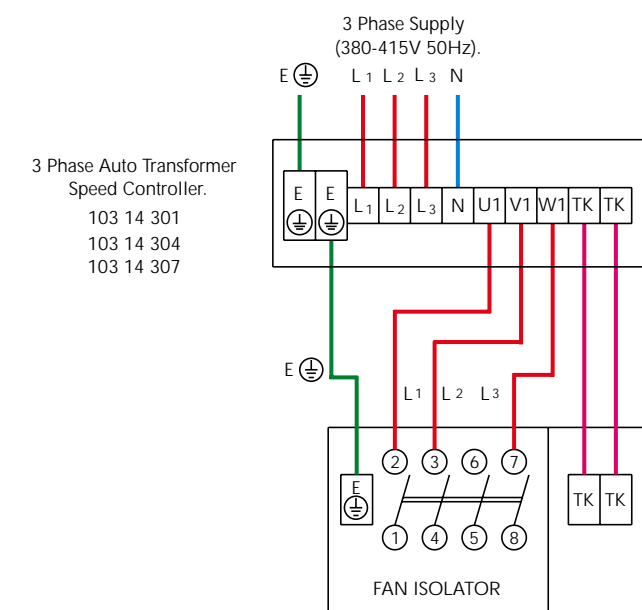 3 Phase Supply
(380-415V 50Hz).
E L1 L2 L3 N
3 Phase Auto Transformer
Speed Controller.
103 14 301
103 14 304
103 14 307
E E L1 L2 L3 N U1 V1 W1 TK TK
E
L1 L2 L3
2 3 6 7
E TK TK
1 4 5 8
FAN ISOLATOR